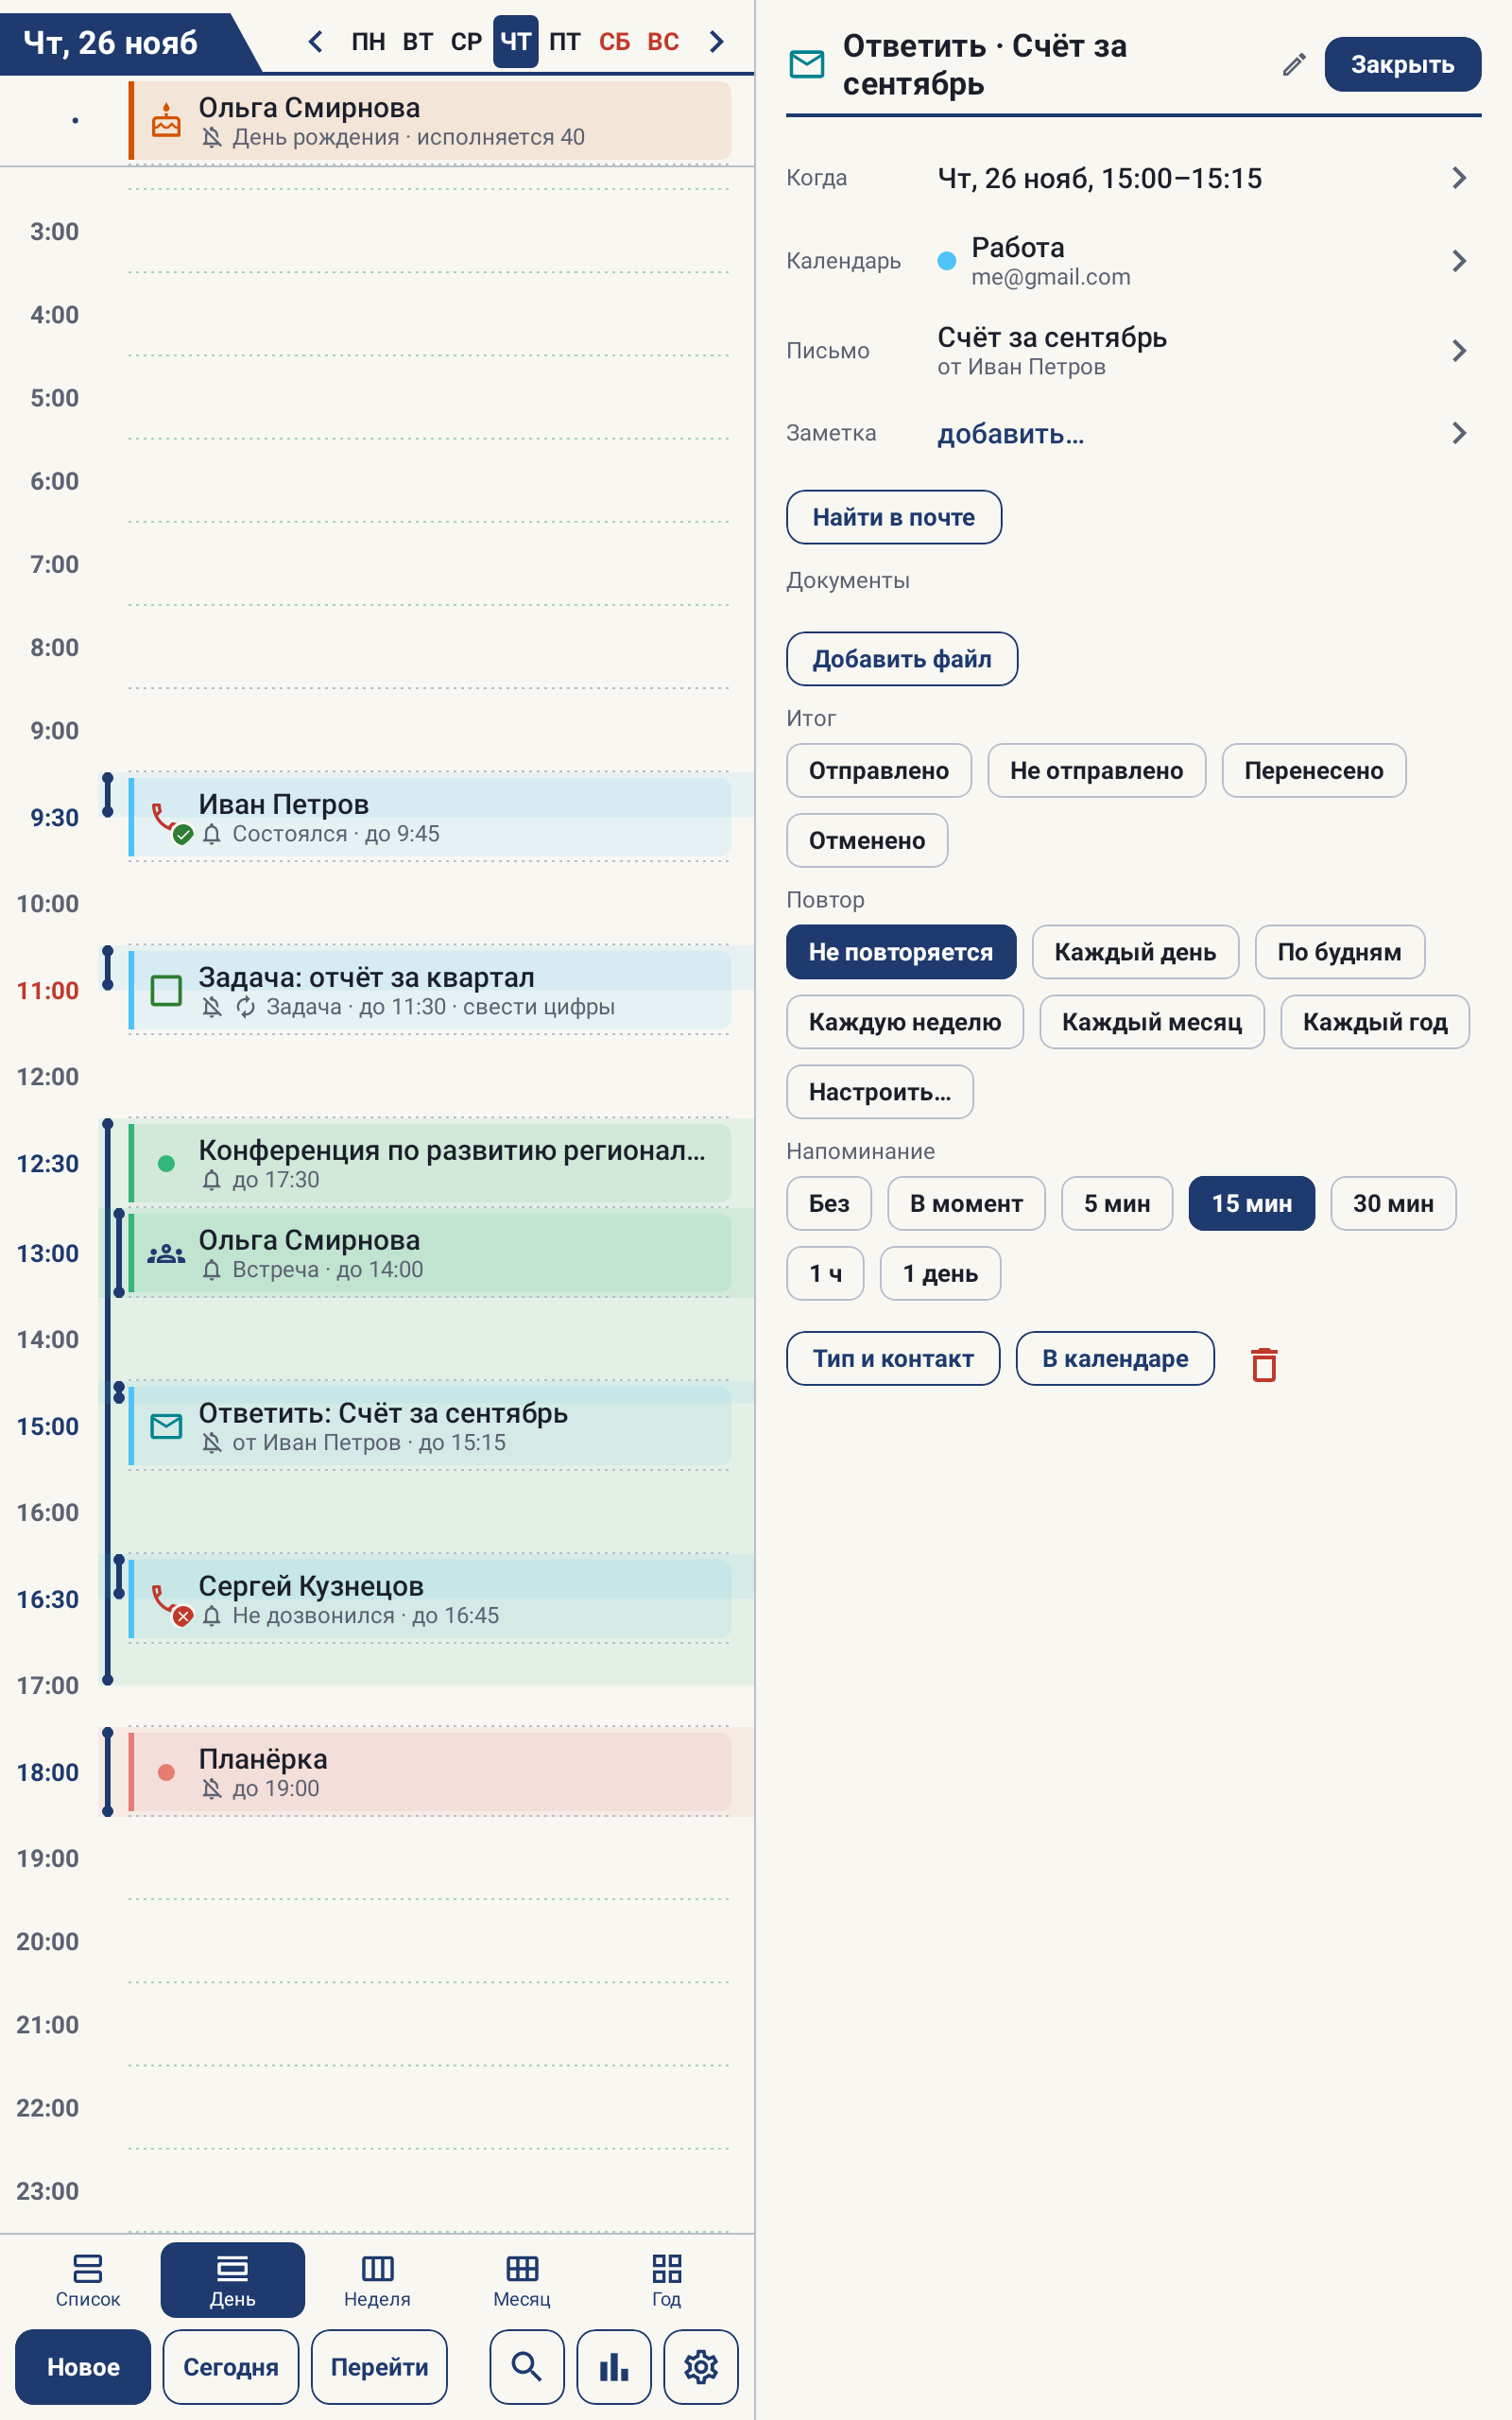 Чт, 26 нояб
ПН ВТ СР ЧТ ПТ СБ ВС
Ольга Смирнова
День рождения · исполняется 40
3:00
4:00
5:00
6:00
7:00
8:00
9:00
9:30
Иван Петров
Состоялся · до 9:45
10:00
11:00
Задача: отчёт за квартал
Задача · до 11:30 · свести цифры
12:00
12:30
Конференция по развитию регионал…
до 17:30
13:00
Ольга Смирнова
Встреча · до 14:00
14:00
15:00
Ответить: Счёт за сентябрь
от Иван Петров · до 15:15
16:00
16:30
Сергей Кузнецов
Не дозвонился · до 16:45
17:00
18:00
Планёрка
до 19:00
19:00
20:00
21:00
22:00
23:00
Список День Неделя Месяц Год
Новое Сегодня Перейти
Ответить · Счёт за
сентябрь
Закрыть
Когда Чт, 26 нояб, 15:00–15:15
Календарь Работа
me@gmail.com
Письмо Счёт за сентябрь
от Иван Петров
Заметка добавить…
Найти в почте
Документы
Добавить файл
Итог
Отправлено Не отправлено Перенесено
Отменено
Повтор
Не повторяется Каждый день По будням
Каждую неделю Каждый месяц Каждый год
Настроить…
Напоминание
Без В момент 5 мин 15 мин 30 мин
1 ч 1 день
Тип и контакт В календаре